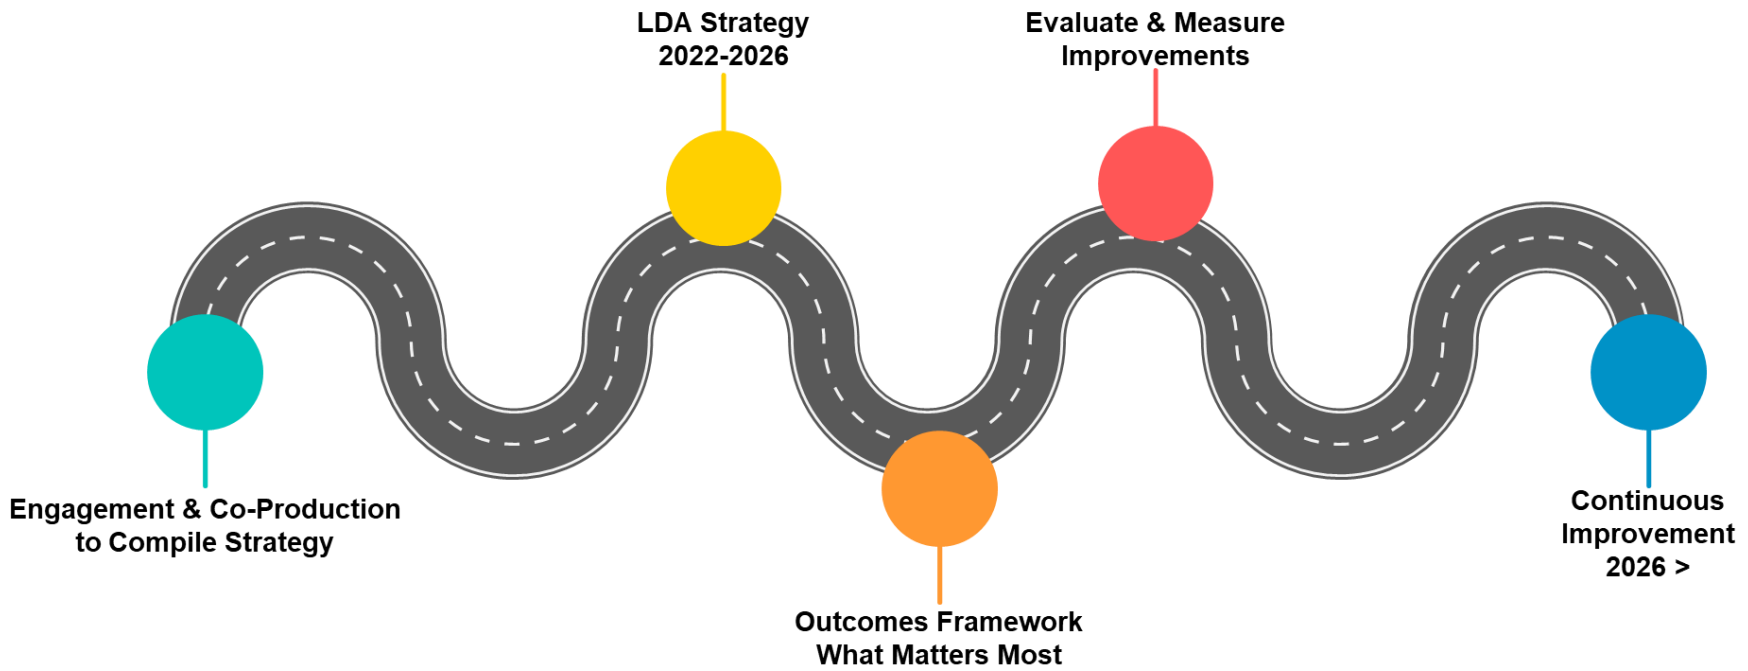 LDA Strategy
2022-2026
Evaluate & Measure
Improvements
Engagement & Co-Production
to Compile Strategy
Continuous
Improvement
2026 >
Outcomes Framework
What Matters Most